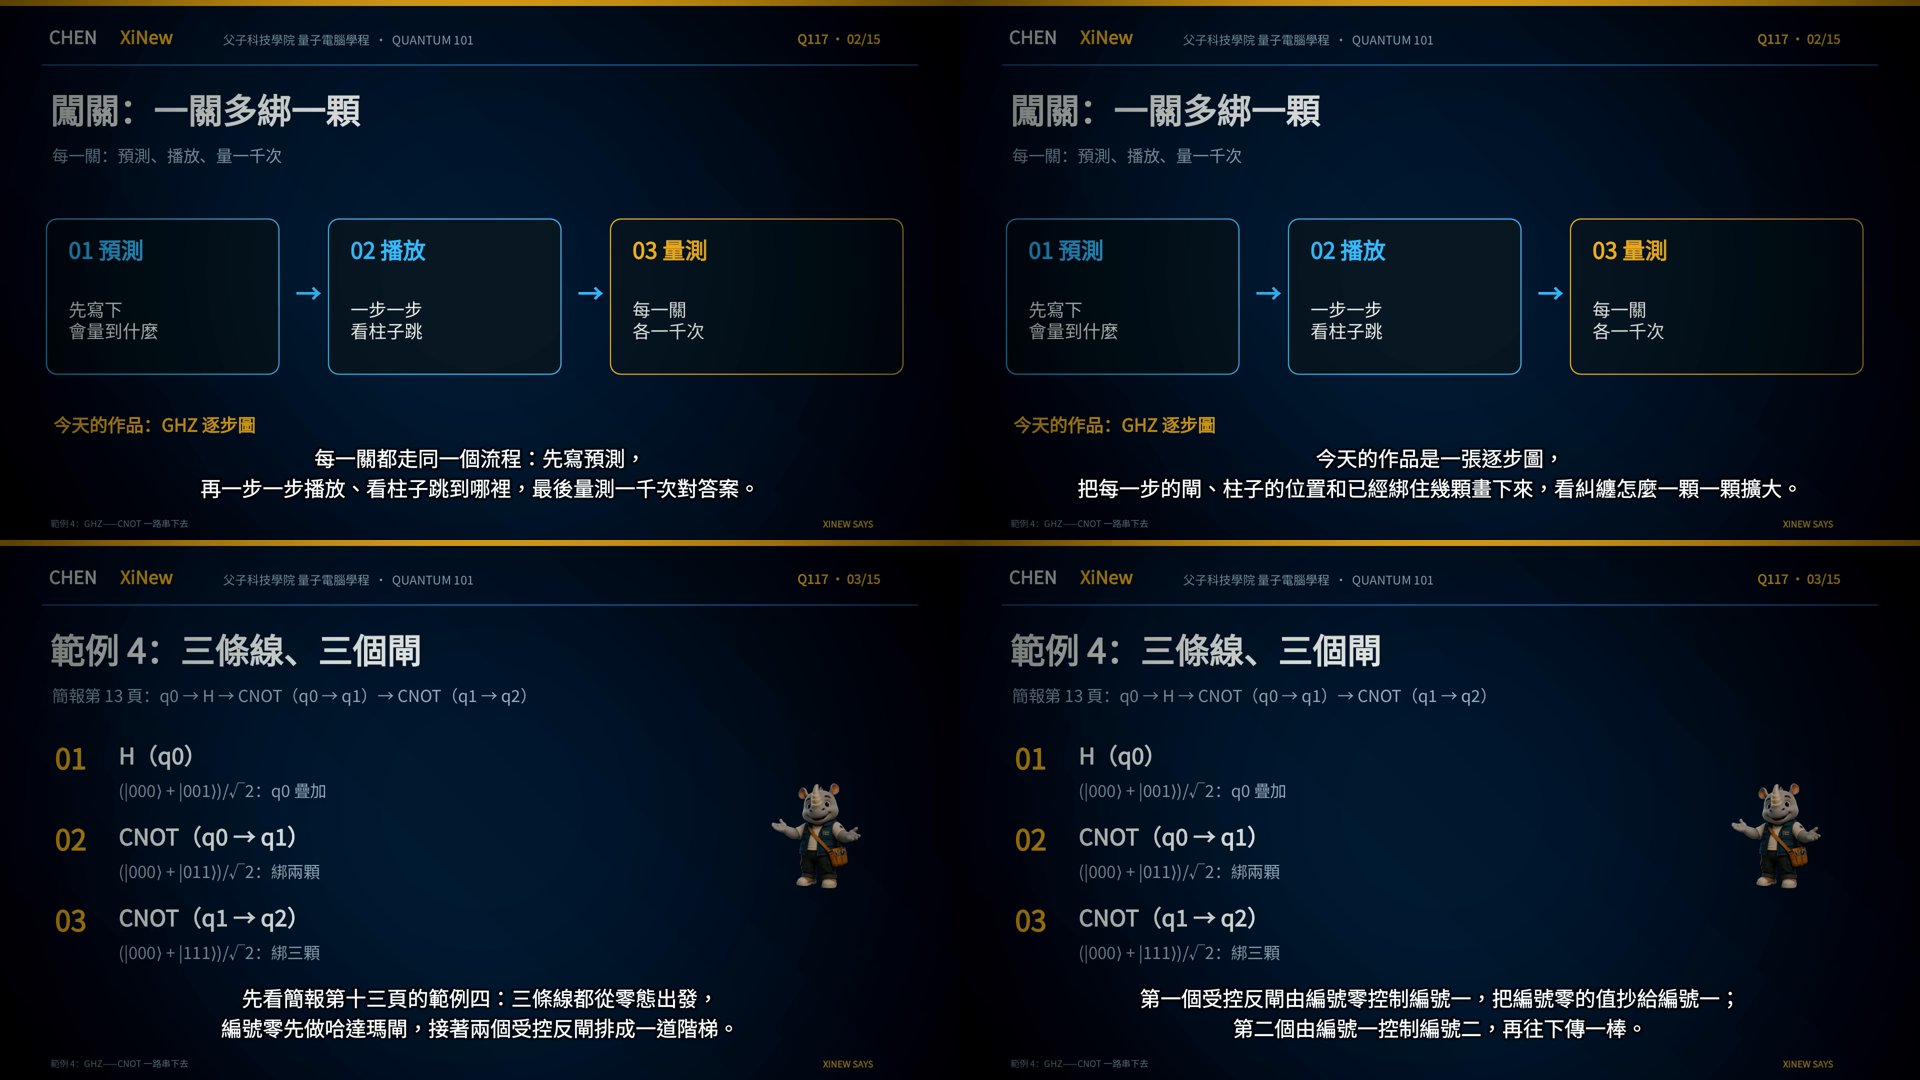 CHEN XiNew 父子科技學院 量子電腦學程 · QUANTUM 101 Q117 · 02/15
闖關：一關多綁一顆
每一關：預測、播放、量一千次
01 預測
先寫下
會量到什麼
→
02 播放
一步一步
看柱子跳
→
03 量測
每一關
各一千次
今天的作品：GHZ 逐步圖
每一關都走同一個流程：先寫預測，
再一步一步播放、看柱子跳到哪裡，最後量測一千次對答案。
範例 4：GHZ——CNOT 一路串下去 XINEW SAYS
CHEN XiNew 父子科技學院 量子電腦學程 · QUANTUM 101 Q117 · 02/15
闖關：一關多綁一顆
每一關：預測、播放、量一千次
01 預測
先寫下
會量到什麼
→
02 播放
一步一步
看柱子跳
→
03 量測
每一關
各一千次
今天的作品：GHZ 逐步圖
今天的作品是一張逐步圖，
把每一步的閘、柱子的位置和已經綁住幾顆畫下來，看糾纏怎麼一顆一顆擴大。
範例 4：GHZ——CNOT 一路串下去 XINEW SAYS
CHEN XiNew 父子科技學院 量子電腦學程 · QUANTUM 101 Q117 · 03/15
範例 4：三條線、三個閘
簡報第 13 頁：q0 → H → CNOT（q0 → q1）→ CNOT（q1 → q2）
01 H（q0）
(|000⟩ + |001⟩)/√2：q0 疊加
02 CNOT（q0 → q1）
(|000⟩ + |011⟩)/√2：綁兩顆
03 CNOT（q1 → q2）
(|000⟩ + |111⟩)/√2：綁三顆
先看簡報第十三頁的範例四：三條線都從零態出發，
編號零先做哈達瑪閘，接著兩個受控反閘排成一道階梯。
範例 4：GHZ——CNOT 一路串下去 XINEW SAYS
CHEN XiNew 父子科技學院 量子電腦學程 · QUANTUM 101 Q117 · 03/15
範例 4：三條線、三個閘
簡報第 13 頁：q0 → H → CNOT（q0 → q1）→ CNOT（q1 → q2）
01 H（q0）
(|000⟩ + |001⟩)/√2：q0 疊加
02 CNOT（q0 → q1）
(|000⟩ + |011⟩)/√2：綁兩顆
03 CNOT（q1 → q2）
(|000⟩ + |111⟩)/√2：綁三顆
第一個受控反閘由編號零控制編號一，把編號零的值抄給編號一；
第二個由編號一控制編號二，再往下傳一棒。
範例 4：GHZ——CNOT 一路串下去 XINEW SAYS